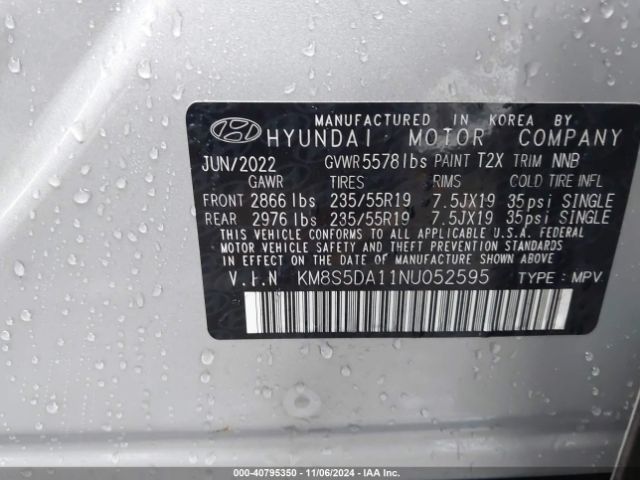 MANUFACTURED IN KOREA BY
HYUNDAI MOTOR COMPANY
JUN/2022 GVWR 5578 lbs PAINT T2X TRIM NNB
GAWR TIRES RIMS COLD TIRE INFL
FRONT 2866 lbs 235/55R19 7.5JX19 35psi SINGLE
REAR 2976 lbs 235/55R19 7.5JX19 35psi SINGLE
THIS VEHICLE CONFORMS TO ALL APPLICABLE U.S.A. FEDERAL
MOTOR VEHICLE SAFETY AND THEFT PREVENTION STANDARDS
IN EFFECT ON THE DATE OF MANUFACTURE SHOWN ABOVE.
V.I.N KM8S5DA11NU052595 TYPE : MPV
000-40795350 | 11/06/2024 - IAA Inc.